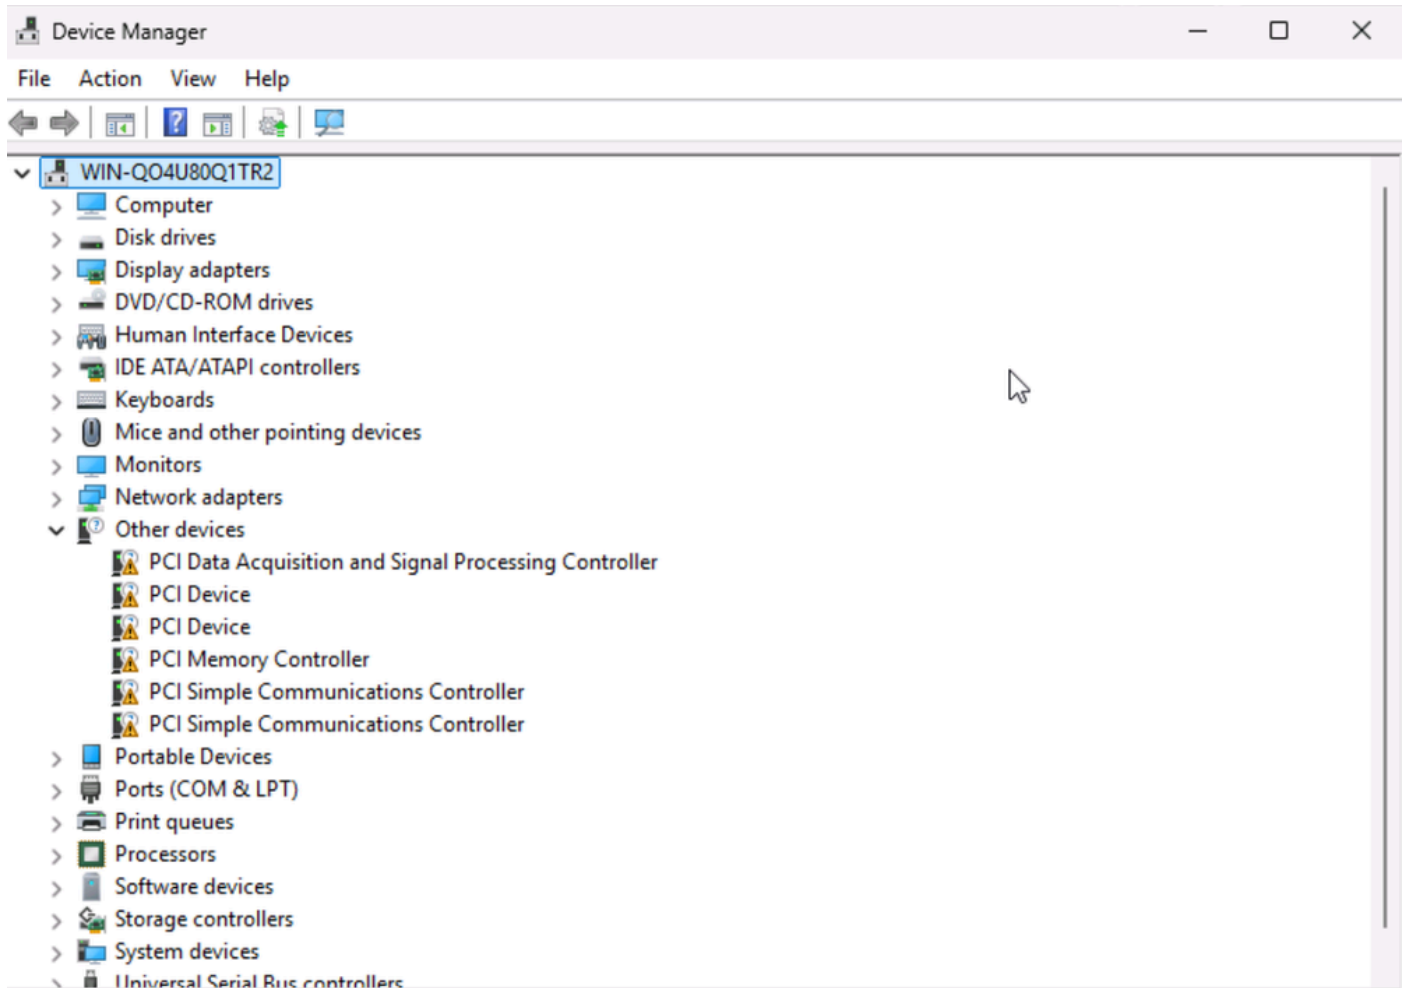 Device Manager
File Action View Help
WIN-QO4U80Q1TR2
Computer
Disk drives
Display adapters
DVD/CD-ROM drives
Human Interface Devices
IDE ATA/ATAPI controllers
Keyboards
Mice and other pointing devices
Monitors
Network adapters
Other devices
PCI Data Acquisition and Signal Processing Controller
PCI Device
PCI Device
PCI Memory Controller
PCI Simple Communications Controller
PCI Simple Communications Controller
Portable Devices
Ports (COM & LPT)
Print queues
Processors
Software devices
Storage controllers
System devices
Universal Serial Bus controllers